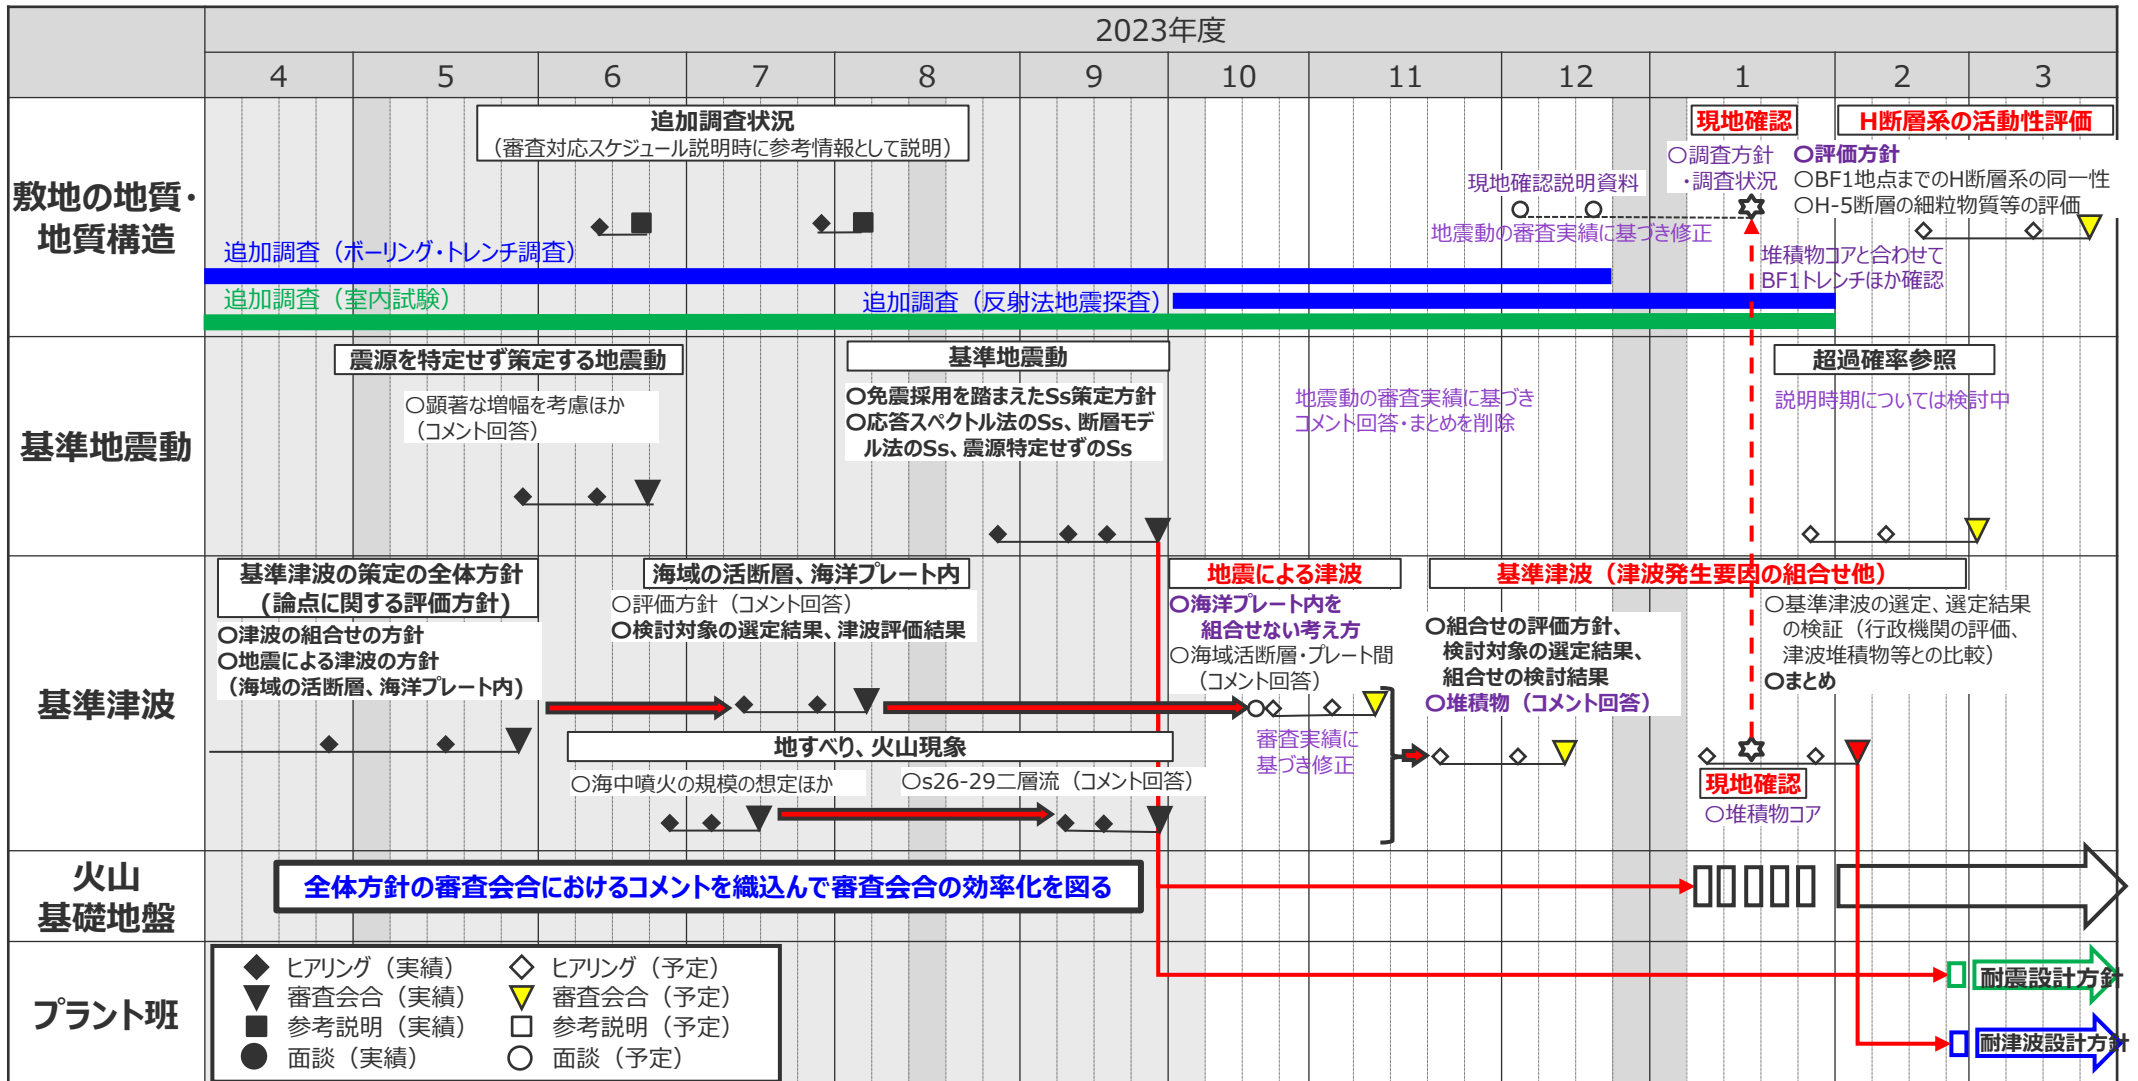 2023年度
4 5 6 7 8 9 10 11 12 1 2 3
敷地の地質・
地質構造
追加調査状況
（審査対応スケジュール説明時に参考情報として説明）
現地確認
H断層系の活動性評価
○調査方針
・調査状況
○評価方針
○BF1地点までのH断層系の同一性
○H-5断層の細粒物質等の評価
現地確認説明資料
地震動の審査実績に基づき修正
堆積物コアと合わせて
BF1トレンチほか確認
追加調査（ボーリング・トレンチ調査）
追加調査（室内試験）
追加調査（反射法地震探査）
基準地震動
震源を特定せず策定する地震動
○顕著な増幅を考慮ほか
（コメント回答）
基準地震動
○免震採用を踏まえたSs策定方針
○応答スペクトル法のSs、断層モデ
ル法のSs、震源特定せずのSs
地震動の審査実績に基づき
コメント回答・まとめを削除
超過確率参照
説明時期については検討中
基準津波
基準津波の策定の全体方針
(論点に関する評価方針)
○津波の組合せの方針
○地震による津波の方針
（海域の活断層、海洋プレート内)
海域の活断層、海洋プレート内
○評価方針（コメント回答）
○検討対象の選定結果、津波評価結果
地震による津波
○海洋プレート内を
組合せない考え方
○海域活断層・プレート間
（コメント回答）
審査実績に
基づき修正
基準津波（津波発生要因の組合せ他）
○組合せの評価方針、
検討対象の選定結果、
組合せの検討結果
○堆積物（コメント回答）
○基準津波の選定、選定結果
の検証（行政機関の評価、
津波堆積物等との比較）
○まとめ
地すべり、火山現象
○海中噴火の規模の想定ほか
○s26-29二層流（コメント回答）
現地確認
○堆積物コア
火山
基礎地盤
全体方針の審査会合におけるコメントを織込んで審査会合の効率化を図る
プラント班
ヒアリング（実績）
審査会合（実績）
参考説明（実績）
面談（実績）
ヒアリング（予定）
審査会合（予定）
参考説明（予定）
面談（予定）
耐震設計方針
耐津波設計方針